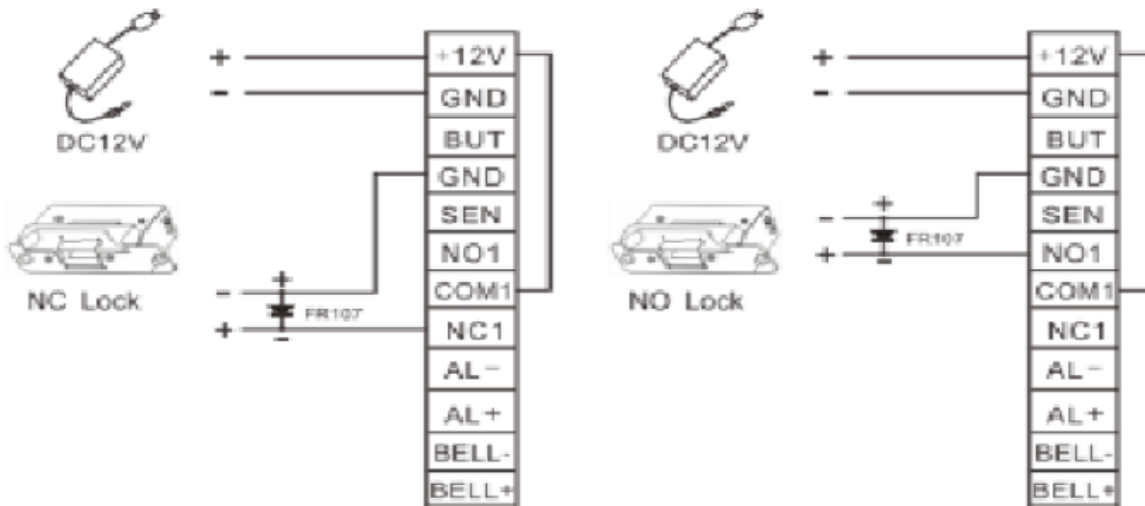 +
-
+12V
GND
BUT
GND
SEN
NO1
COM1
NC1
AL-
AL+
BELL-
BELL+
DC12V
NC Lock
-
+
+
FR107
-
+
-
+12V
GND
BUT
GND
SEN
NO1
COM1
NC1
AL-
AL+
BELL-
BELL+
DC12V
NO Lock
-
+
+
FR107
-